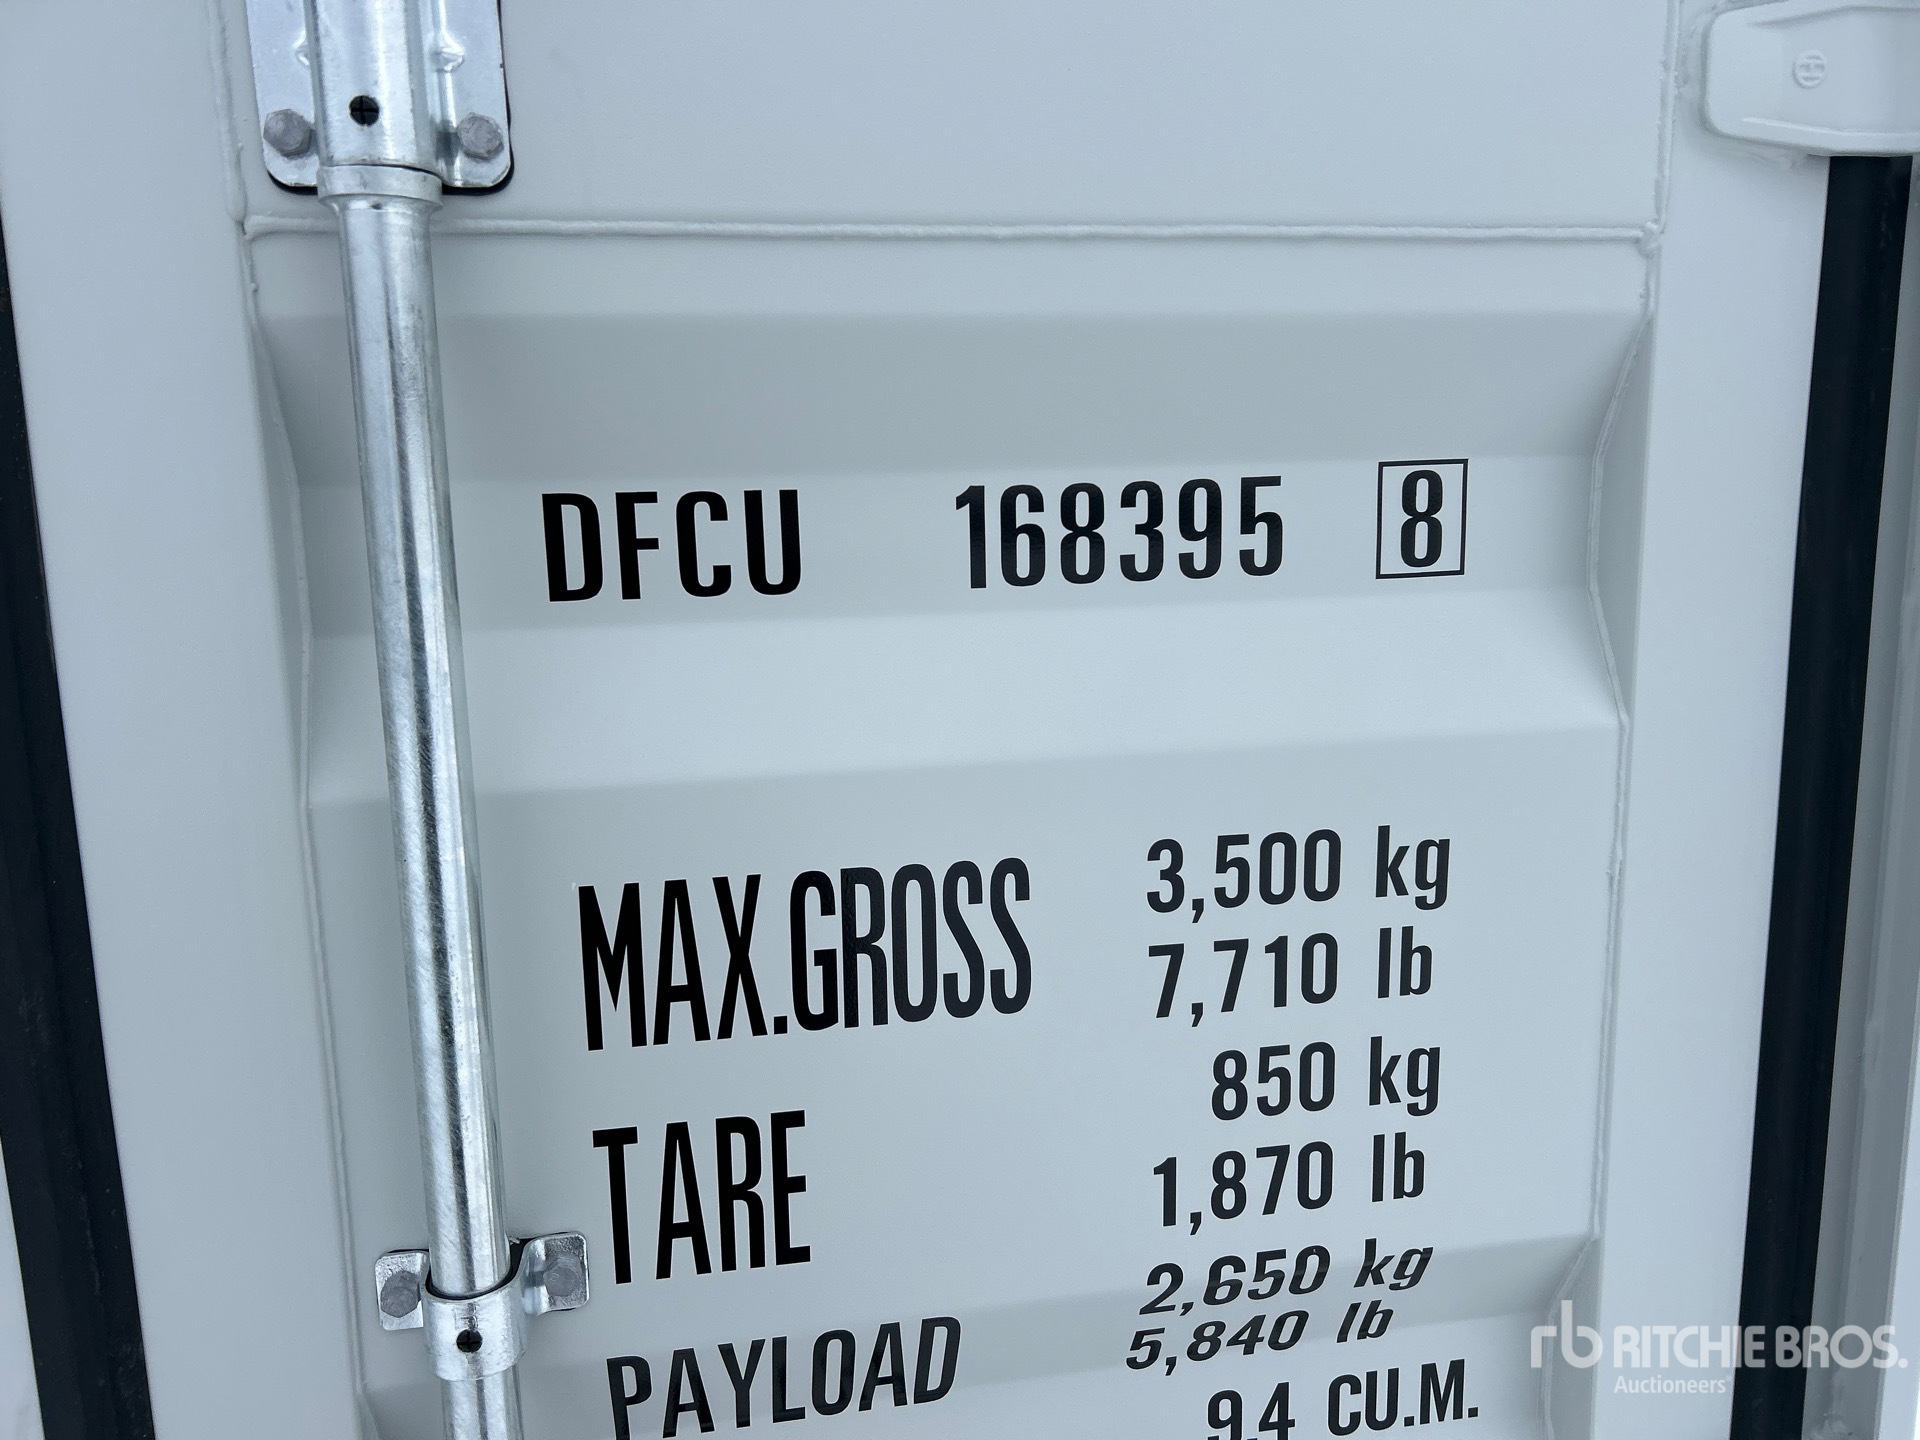 DFCU 168395 8
MAX.GROSS 3,500 kg
7,710 lb
TARE 850 kg
1,870 lb
PAYLOAD 2,650 kg
5,840 lb
9.4 CU.M.
H
rb RITCHIE BROS.
Auctioneers